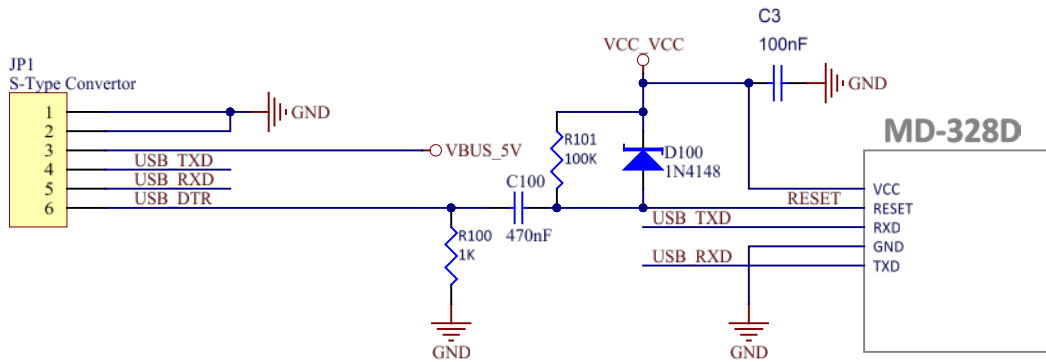 C3
100nF
VCC_VCC
GND
JP1
S-Type Convertor
1
2
3
4
5
6
GND
VBUS_5V
USB_TXD
USB_RXD
USB_DTR
R101
100K
D100
1N4148
C100
470nF
R100
1K
GND
MD-328D
VCC
RESET
RXD
GND
TXD
RESET
USB_TXD
USB_RXD
GND